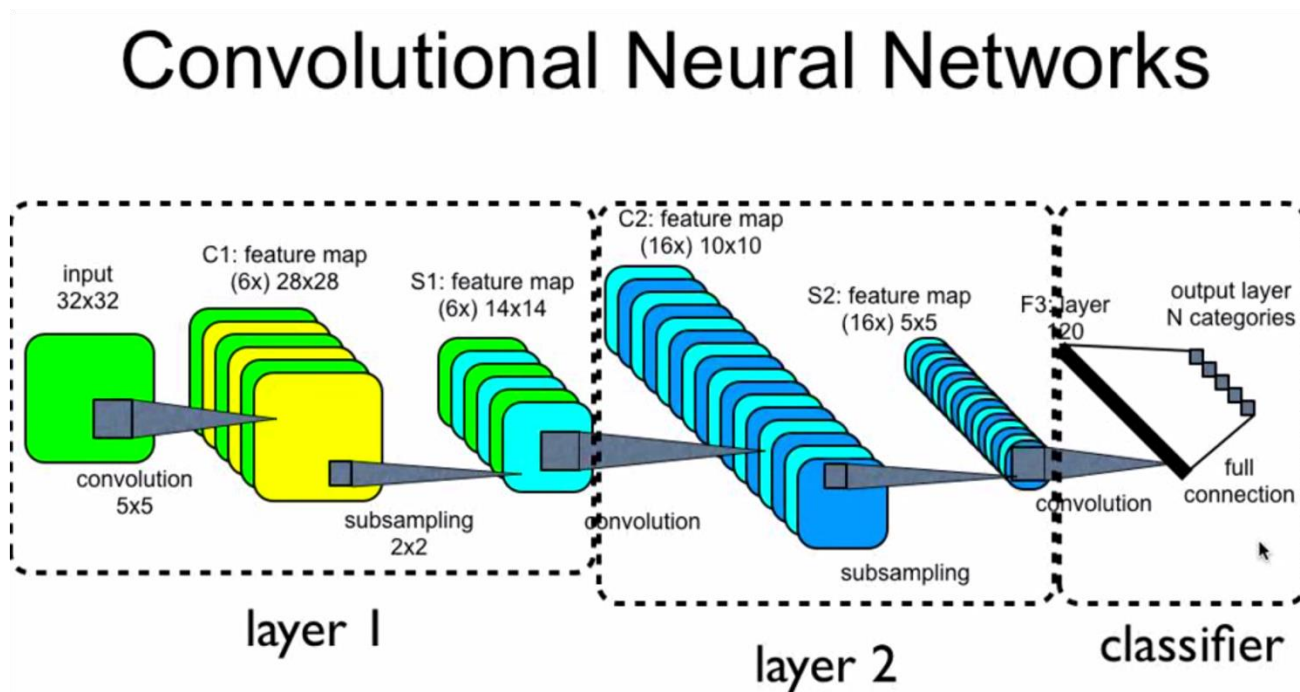 Convolutional Neural Networks
input
32x32
C1: feature map
(6x) 28x28
S1: feature map
(6x) 14x14
convolution
5x5
subsampling
2x2
layer 1
C2: feature map
(16x) 10x10
S2: feature map
(16x) 5x5
convolution
subsampling
layer 2
F3: layer
120
output layer
N categories
convolution
full
connection
classifier